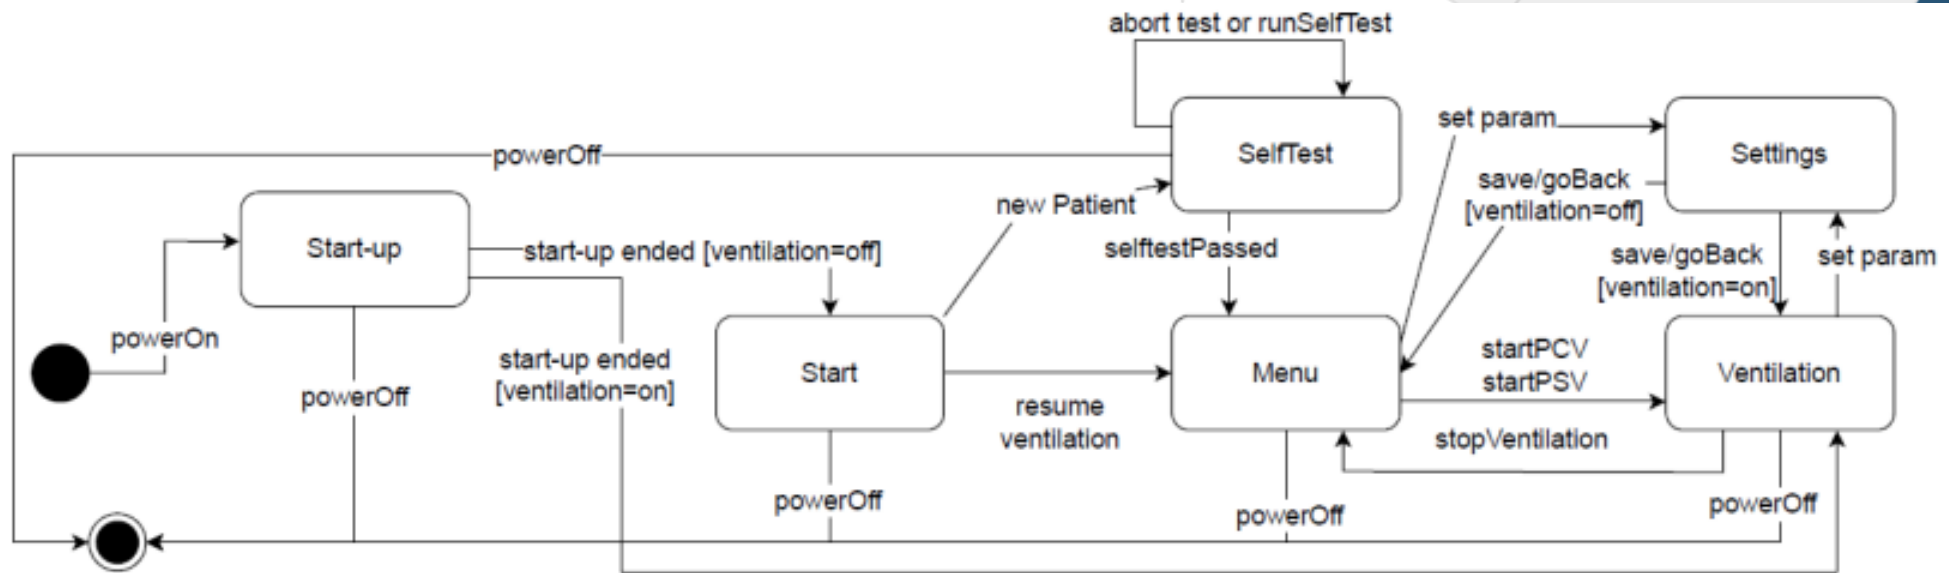 abort test or runSelfTest
set param
SelfTest
Settings
powerOff
save/goBack
[ventilation=off]
new Patient
Start-up
start-up ended [ventilation=off]
selftestPassed
save/goBack
[ventilation=on]
set param
powerOn
start-up ended
[ventilation=on]
powerOff
Start
Menu
startPCV
startPSV
Ventilation
resume
ventilation
stopVentilation
powerOff
powerOff
powerOff